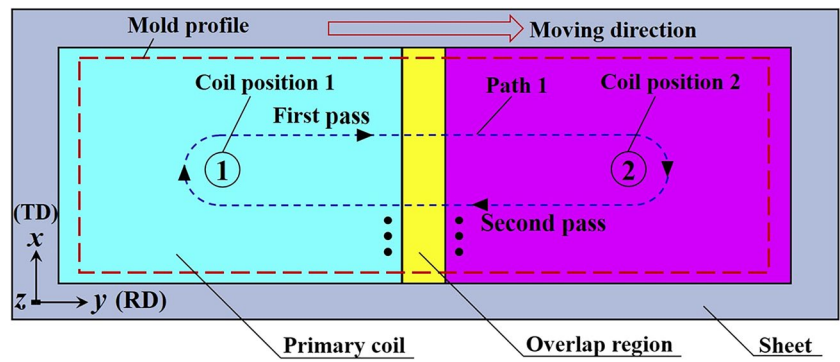 Mold profile
Moving direction
Coil position 1
Path 1
Coil position 2
First pass
1
2
Second pass
(TD)
x
z
y (RD)
Primary coil
Overlap region
Sheet